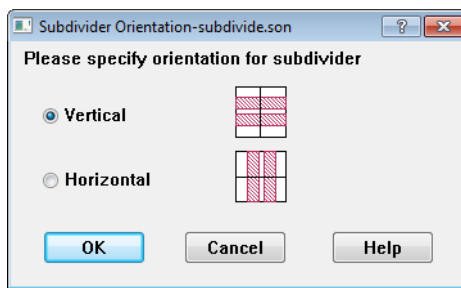 Subdivider Orientation-subdivide.son
Please specify orientation for subdivider
Vertical
Horizontal
OK Cancel Help